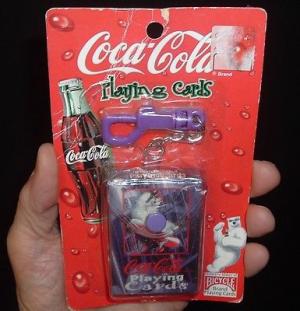 Coca-Cola
Brand
Playing Cards
Coca-Cola
Coca-Cola
Playing
Cards
BICYCLE
Brand
Playing Cards